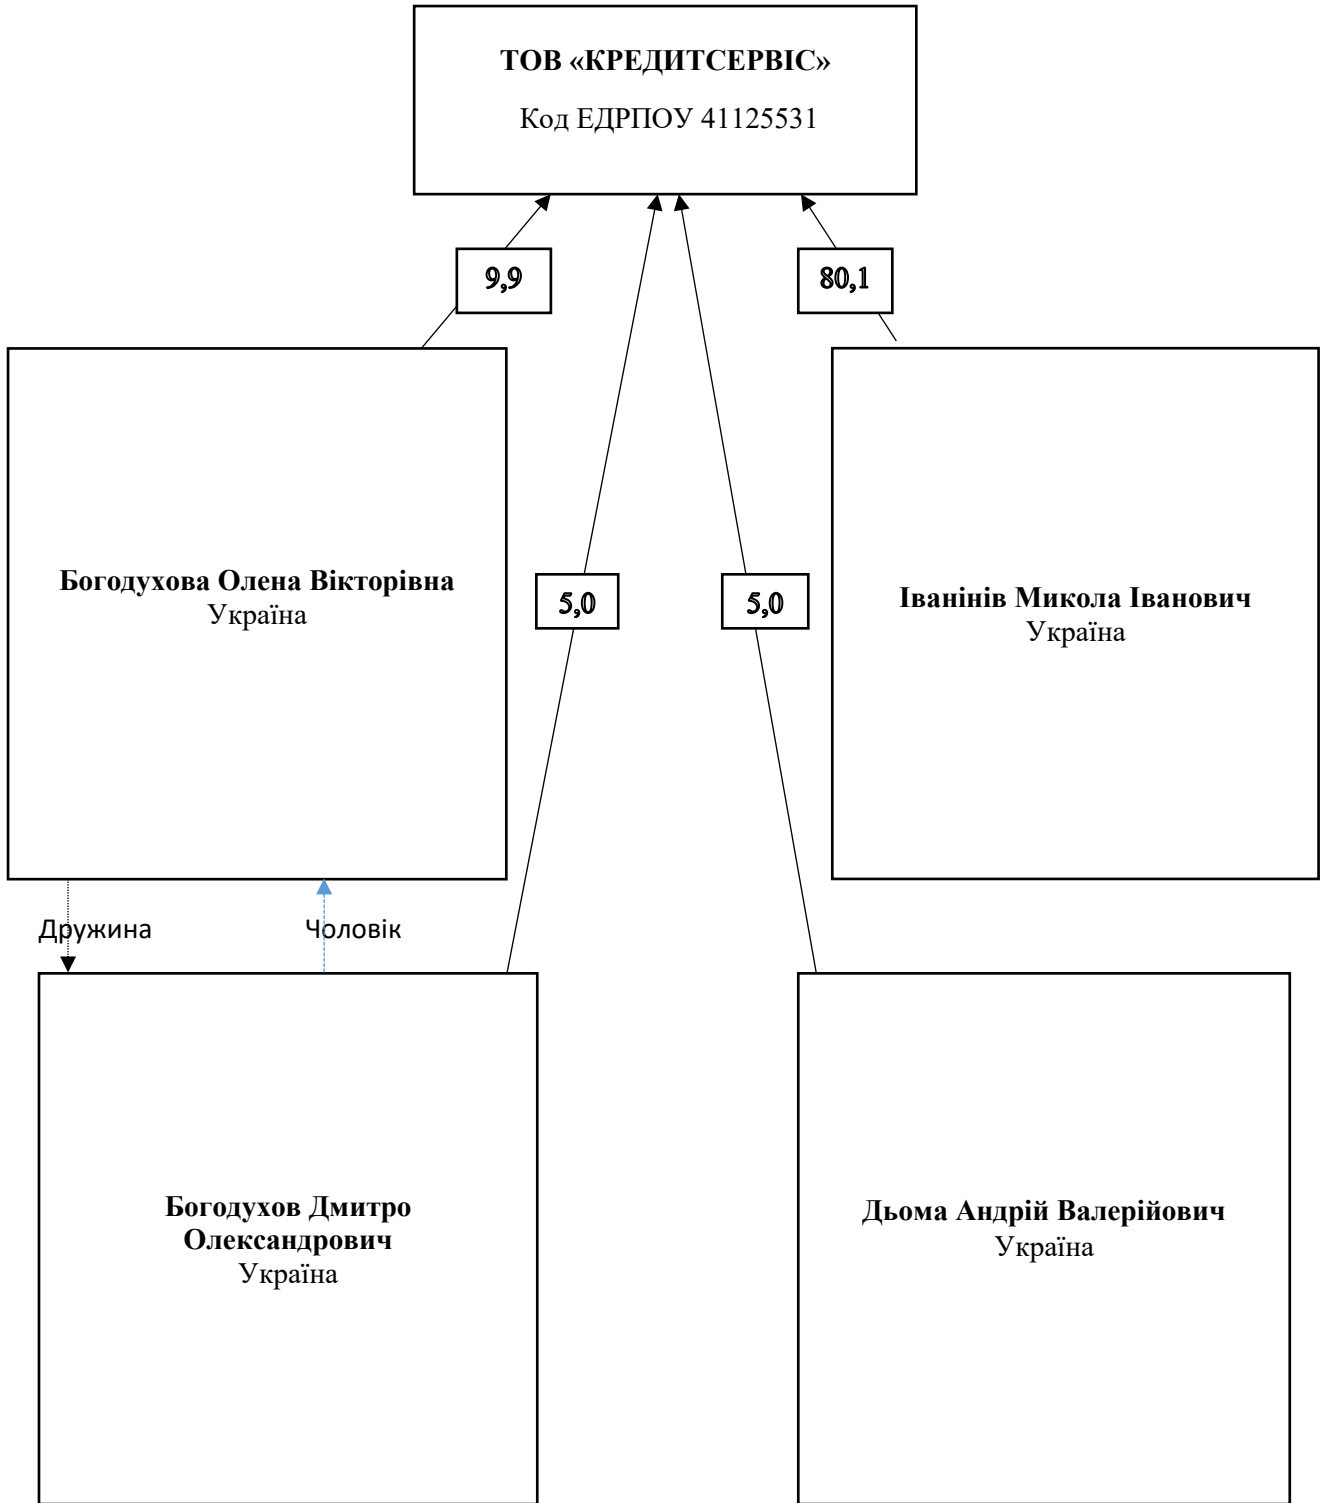 ТОВ «КРЕДИТСЕРВІС»
Код ЕДРПОУ 41125531
9,9
80,1
Богодухова Олена Вікторівна
Україна
5,0
5,0
Іванінів Микола Іванович
Україна
Дружина
Чоловік
Богодухов Дмитро
Олександрович
Україна
Дьома Андрій Валерійович
Україна